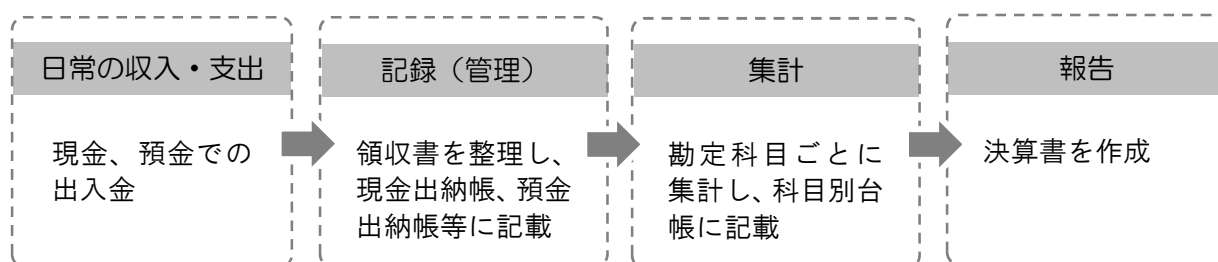 日常の収入・支出
現金、預金での
出入金
記録（管理）
領収書を整理し、
現金出納帳、預金
出納帳等に記載
集計
勘定科目ごとに
集計し、科目別台
帳に記載
報告
決算書を作成